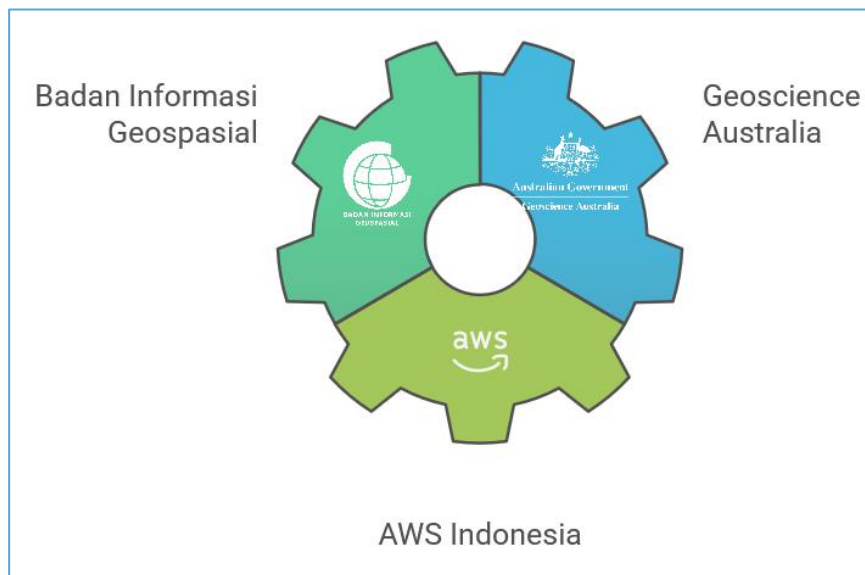 Badan Informasi
Geospasial
Geoscience
Australia
BADAN INFORMASI
GEOSPASIAL
Australian Government
Geoscience Australia
aws
AWS Indonesia